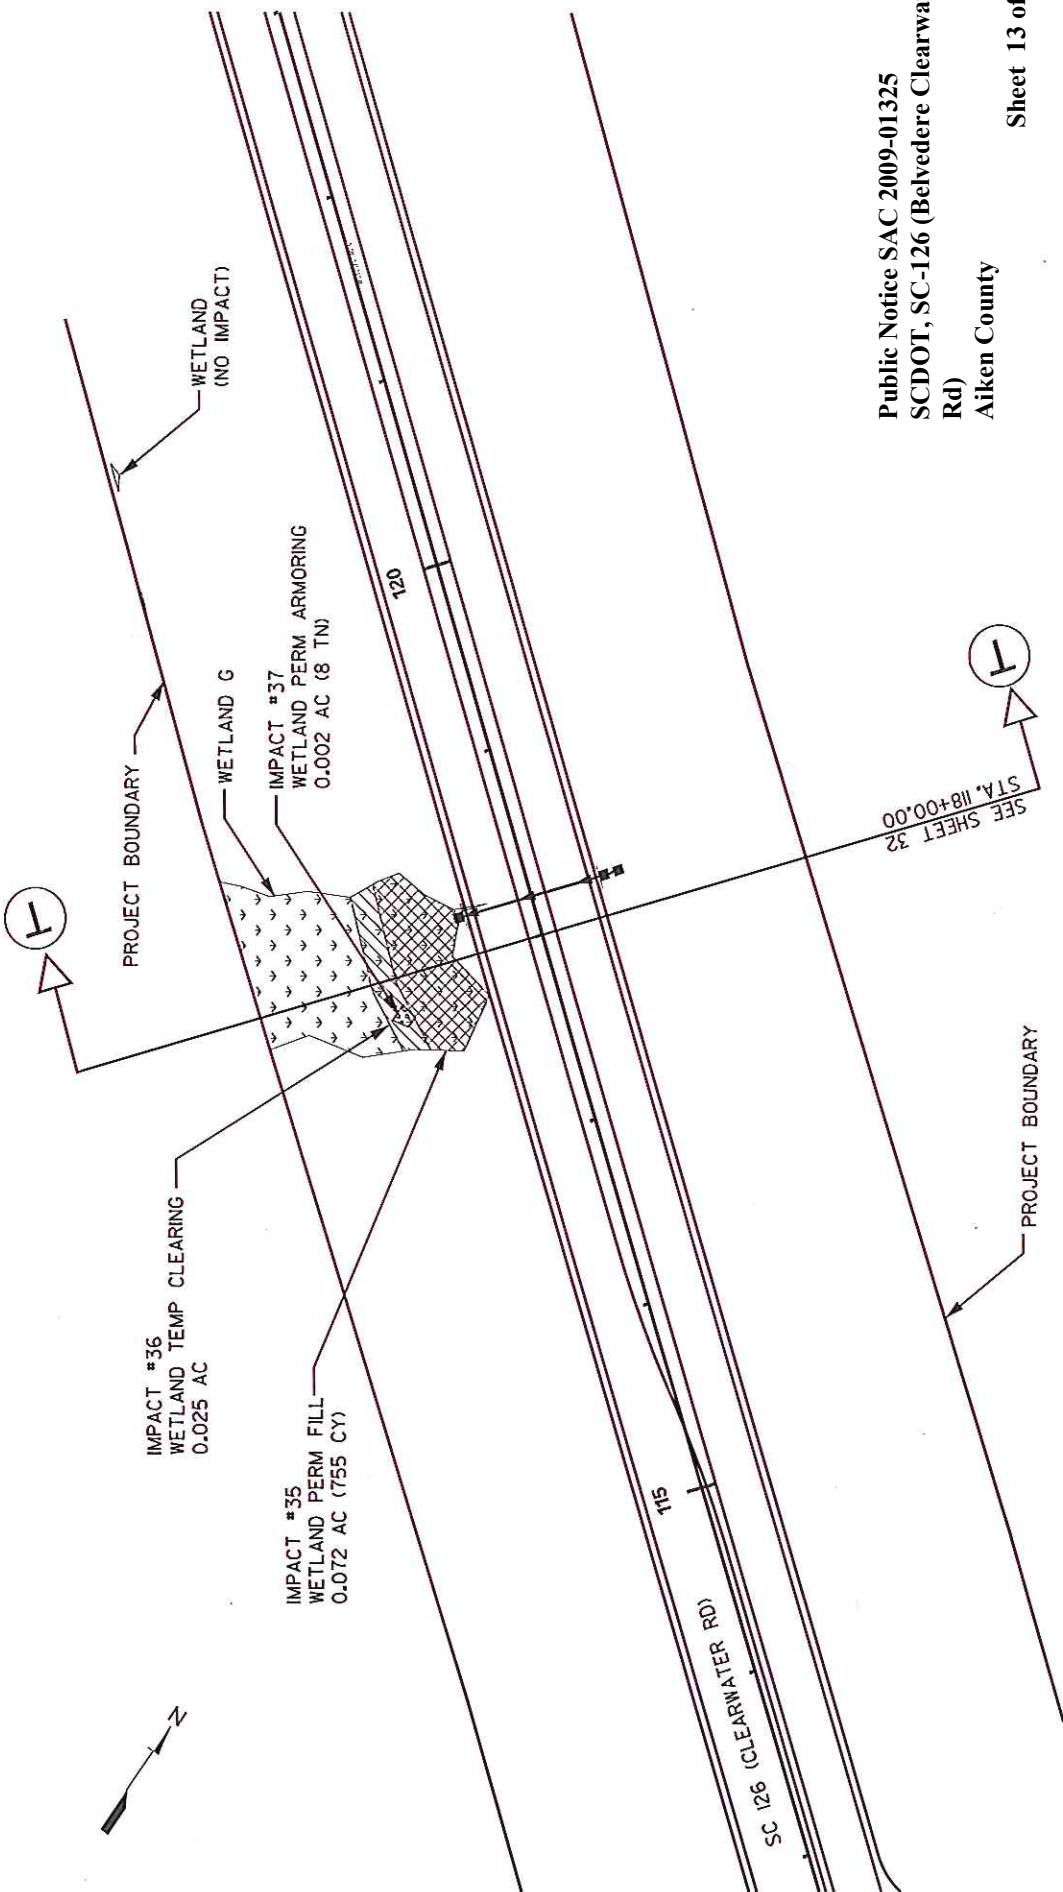 IMPACT #36
WETLAND TEMP CLEARING
0.025 AC
IMPACT #35
WETLAND PERM FILL
0.072 AC (755 CY)
PROJECT BOUNDARY
WETLAND G
IMPACT #37
WETLAND PERM ARMORING
0.002 AC (8 TN)
WETLAND
(NO IMPACT)
N
T
115
120
SC 126 (CLEARWATER RD)
SEE SHEET 32
STA. 118+00.00
T
PROJECT BOUNDARY
Public Notice SAC 2009-01325
SCDOT, SC-126 (Belvedere Clearwa
Rd)
Aiken County
Sheet 13 of